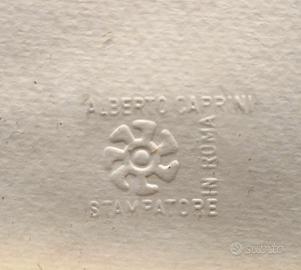 ALBERTO CAPRINI
IN ROMA
STAMPATORE
subito